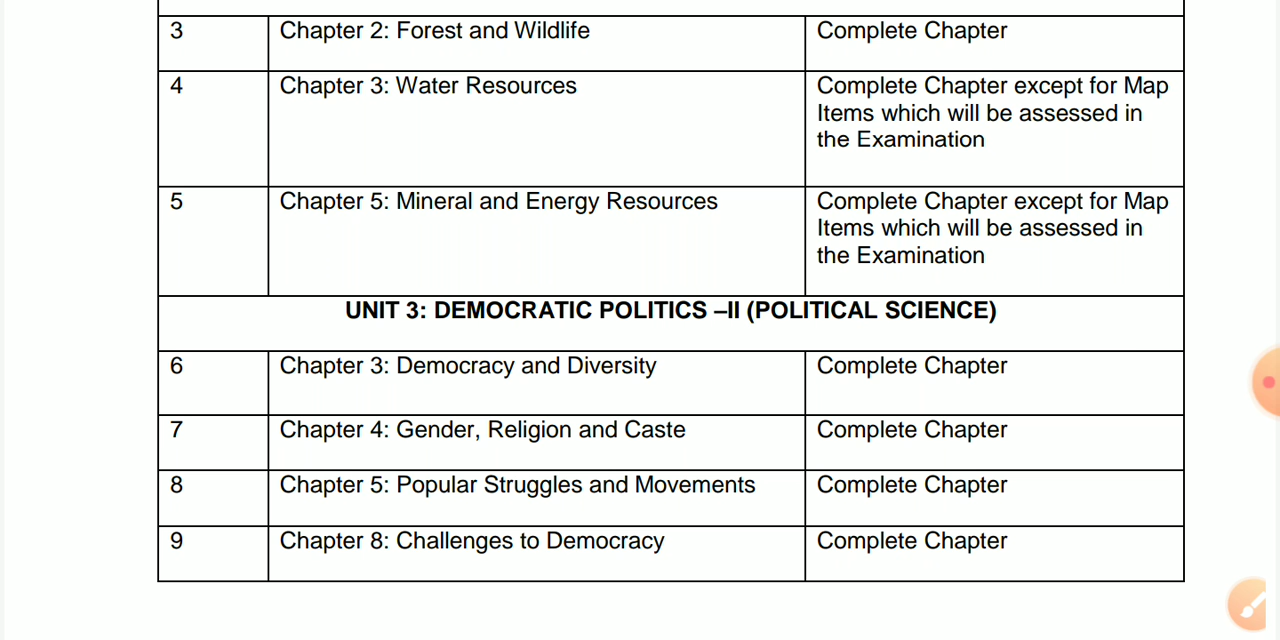 3 Chapter 2: Forest and Wildlife Complete Chapter
4 Chapter 3: Water Resources Complete Chapter except for Map
Items which will be assessed in
the Examination
5 Chapter 5: Mineral and Energy Resources Complete Chapter except for Map
Items which will be assessed in
the Examination
UNIT 3: DEMOCRATIC POLITICS –II (POLITICAL SCIENCE)
6 Chapter 3: Democracy and Diversity Complete Chapter
7 Chapter 4: Gender, Religion and Caste Complete Chapter
8 Chapter 5: Popular Struggles and Movements Complete Chapter
9 Chapter 8: Challenges to Democracy Complete Chapter